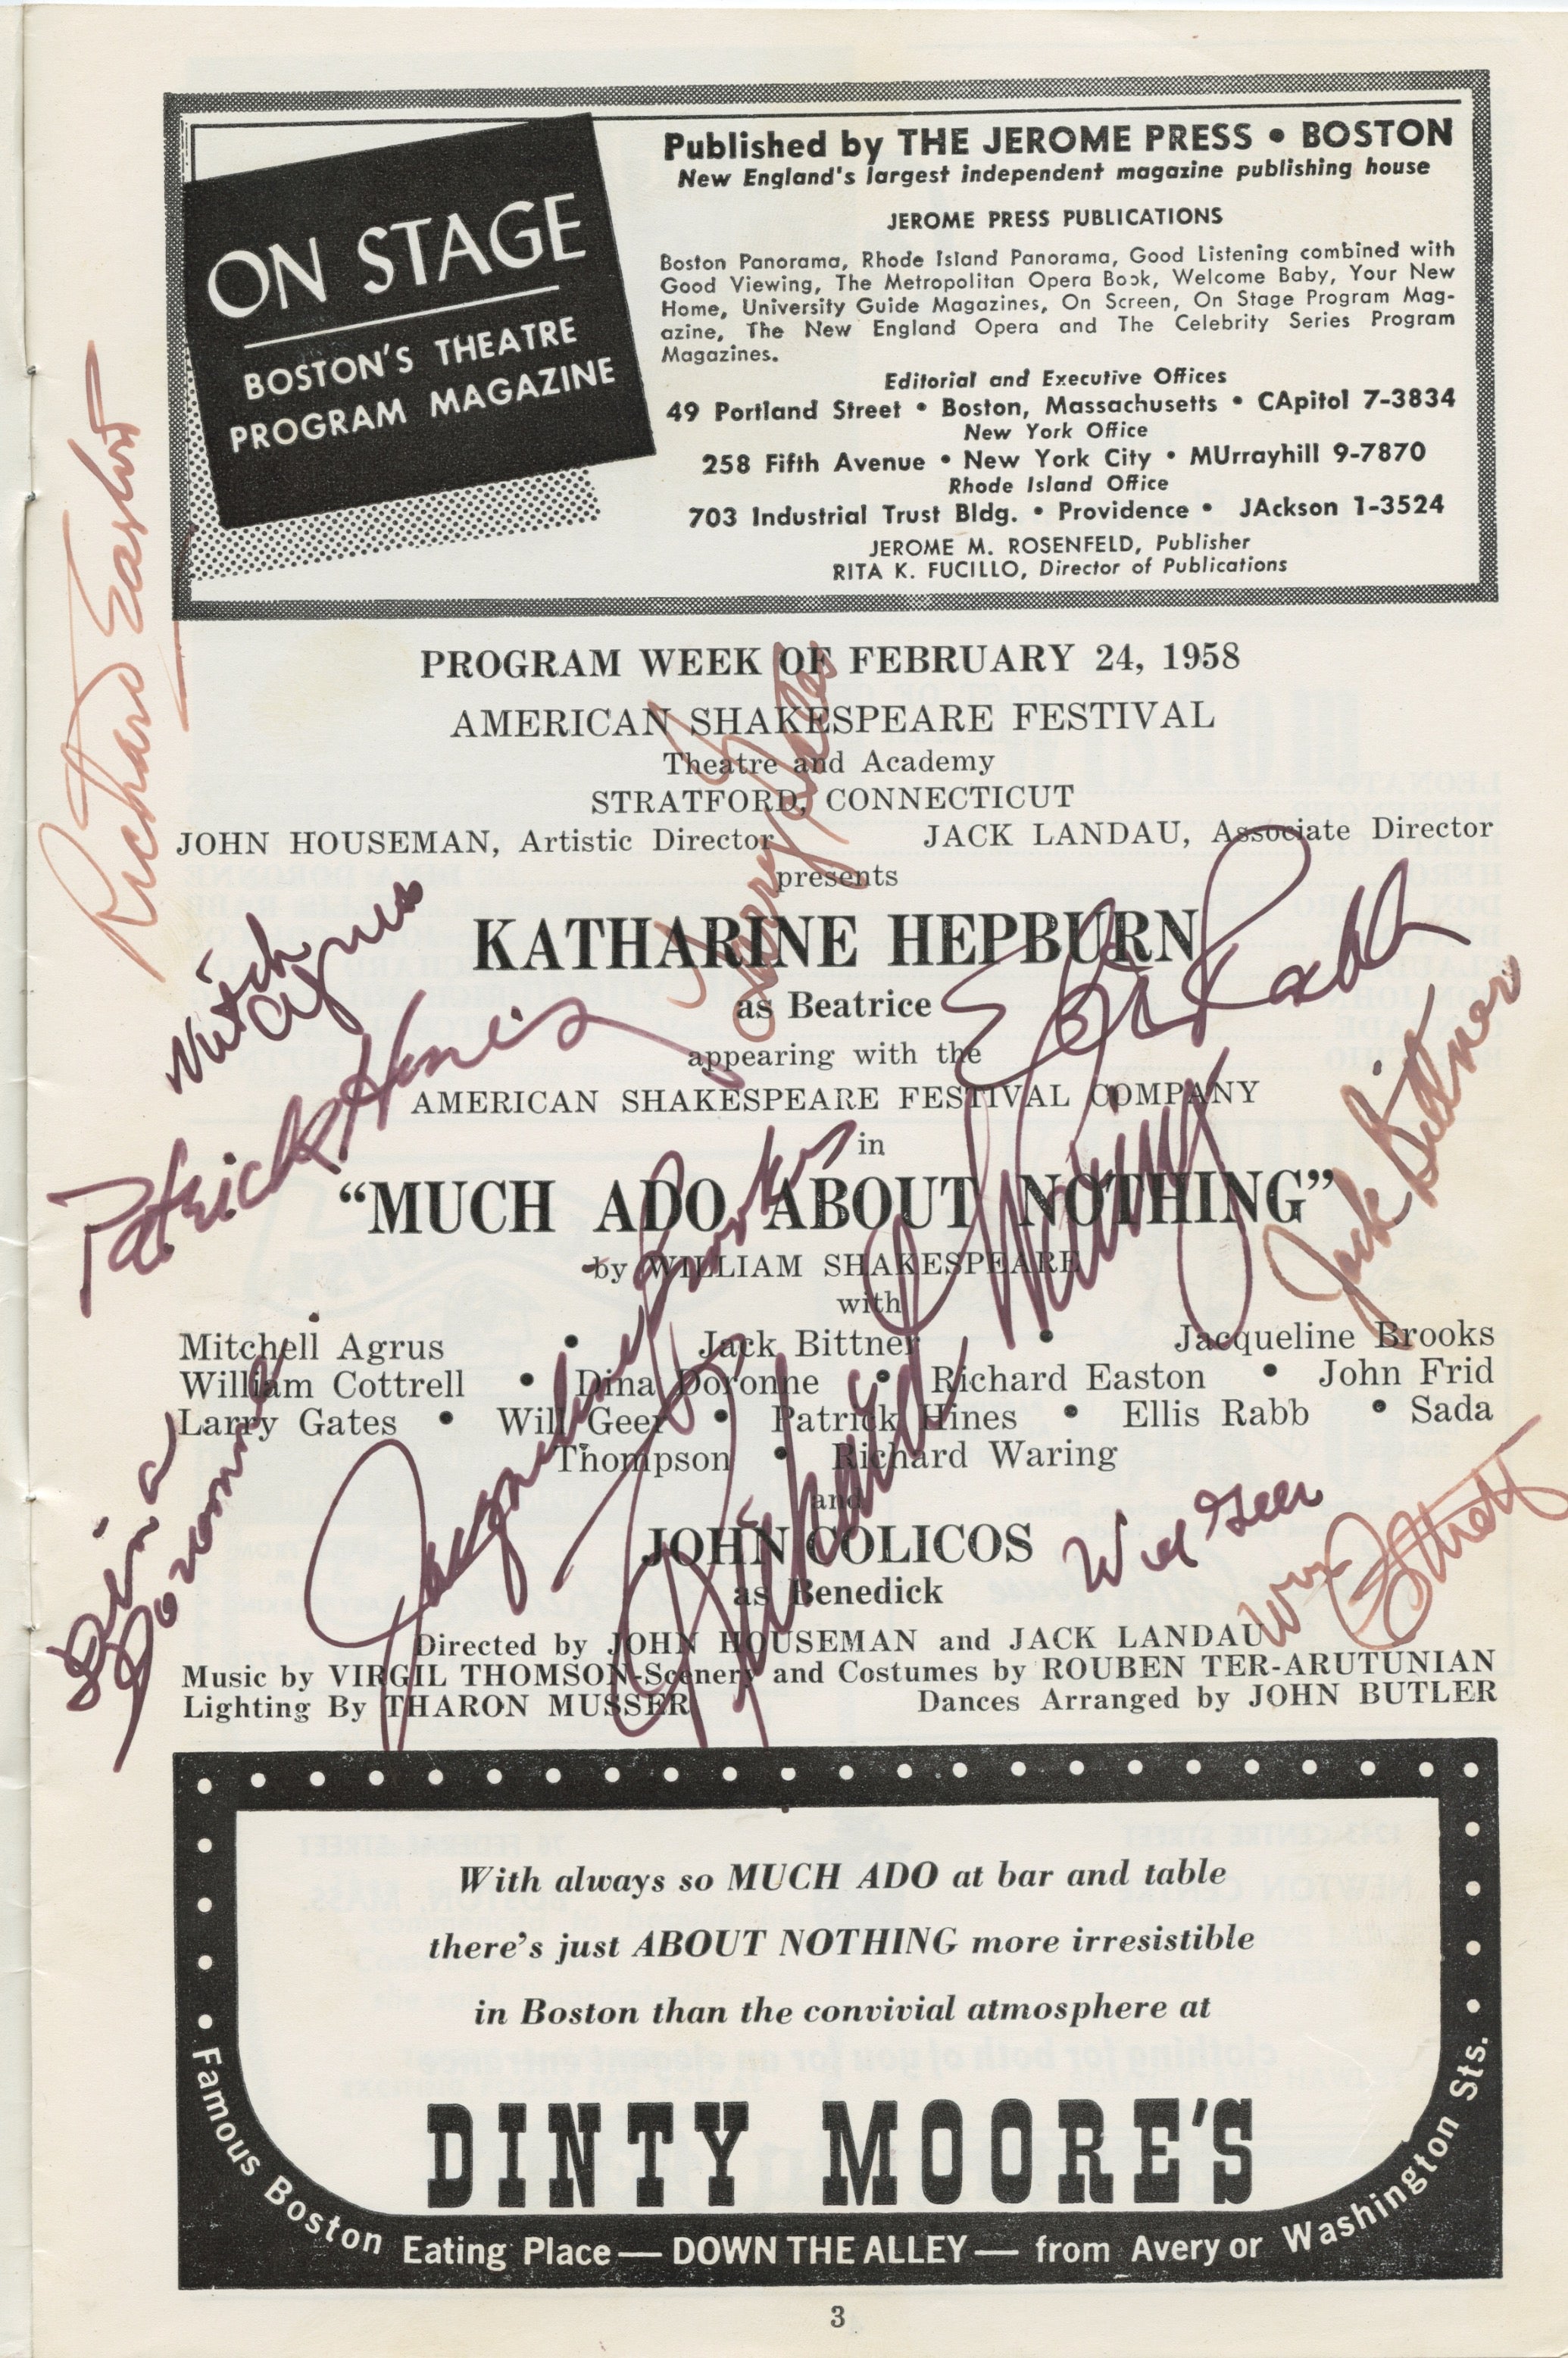 ON STAGE
BOSTON'S THEATRE
PROGRAM MAGAZINE
Published by THE JEROME PRESS • BOSTON
New England's largest independent magazine publishing house
JEROME PRESS PUBLICATIONS
Boston Panorama, Rhode Island Panorama, Good Listening combined with
Good Viewing, The Metropolitan Opera Book, Welcome Baby, Your New
Home, University Guide Magazines, On Screen, On Stage Program Mag-
azine, The New England Opera and The Celebrity Series Program
Magazines.
Editorial and Executive Offices
49 Portland Street • Boston, Massachusetts • CApitol 7-3834
New York Office
258 Fifth Avenue • New York City • MUrrayhill 9-7870
Rhode Island Office
703 Industrial Trust Bldg. • Providence • JAckson 1-3524
JEROME M. ROSENFELD, Publisher
RITA K. FUCILLO, Director of Publications
Richard Easton
PROGRAM WEEK OF FEBRUARY 24, 1958
AMERICAN SHAKESPEARE FESTIVAL
Theatre and Academy
STRATFORD, CONNECTICUT
JOHN HOUSEMAN, Artistic Director JACK LANDAU, Associate Director
presents
Larry Gates
KATHARINE HEPBURN
as Beatrice
Mitch Agrus
Ellis Rabb
appearing with the
AMERICAN SHAKESPEARE FESTIVAL COMPANY
Patrick Hines
Jack Bittner
in
"MUCH ADO ABOUT NOTHING"
by WILLIAM SHAKESPEARE
with
Mitchell Agrus • Jack Bittner • Jacqueline Brooks
William Cottrell • Dina Doronne • Richard Easton • John Frid
Larry Gates • Will Geer • Patrick Hines • Ellis Rabb • Sada
Thompson • Richard Waring
Jacqueline Brooks
Richard Waring
Dina Doronne
and
JOHN COLICOS
as Benedick
Will Geer
Wm Cottrell
Directed by JOHN HOUSEMAN and JACK LANDAU
Music by VIRGIL THOMSON-Scenery and Costumes by ROUBEN TER-ARUTUNIAN
Lighting By THARON MUSSER Dances Arranged by JOHN BUTLER
With always so MUCH ADO at bar and table
there's just ABOUT NOTHING more irresistible
in Boston than the convivial atmosphere at
DINTY MOORE'S
Famous Boston Eating Place — DOWN THE ALLEY — from Avery or Washington Sts.
3